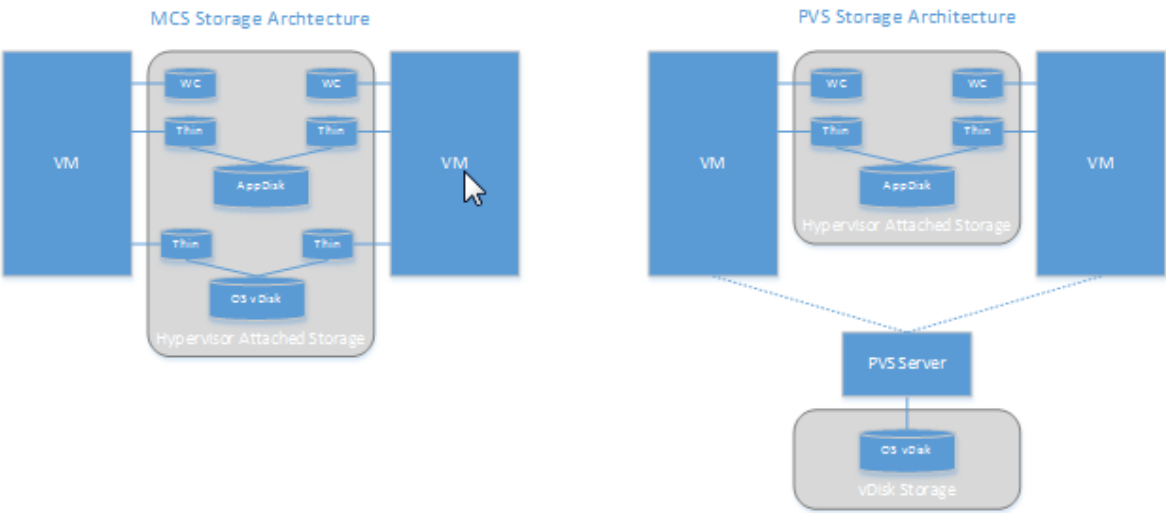 MCS Storage Archtecture
PVS Storage Architecture
VM
WC
WC
Thin
Thin
AppDisk
VM
Thin
Thin
OS vDisk
Hypervisor Attached Storage
VM
WC
WC
Thin
Thin
AppDisk
Hypervisor Attached Storage
VM
PVS Server
OS vDisk
vDisk Storage